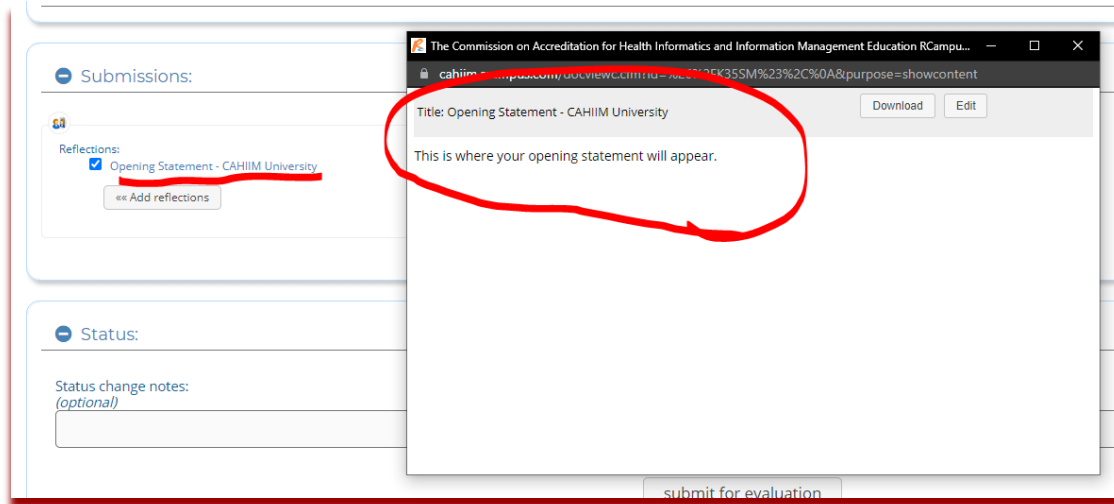 Submissions:
Reflections:
Opening Statement - CAHIIM University
«« Add reflections
Status:
Status change notes:
(optional)
The Commission on Accreditation for Health Informatics and Information Management Education RCampu...
Title: Opening Statement - CAHIIM University
Download
Edit
This is where your opening statement will appear.
submit for evaluation